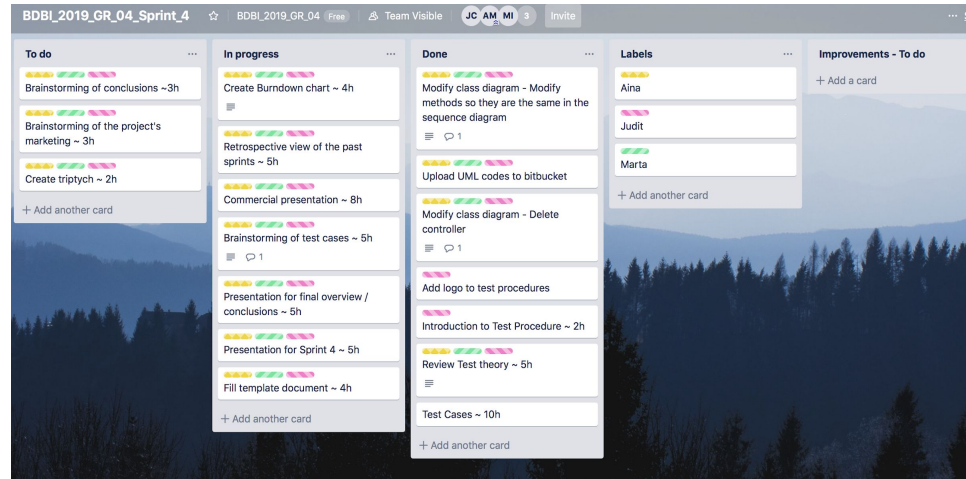 BDBI_2019_GR_04_Sprint_4
BDBI_2019_GR_04 Free
Team Visible
JC AM MI 3
Invite
To do
Brainstorming of conclusions ~3h
Brainstorming of the project's
marketing ~ 3h
Create triptych ~ 2h
+ Add another card
In progress
Create Burndown chart ~ 4h
Retrospective view of the past
sprints ~ 5h
Commercial presentation ~ 8h
Brainstorming of test cases ~ 5h
1
Presentation for final overview /
conclusions ~ 5h
Presentation for Sprint 4 ~ 5h
Fill template document ~ 4h
+ Add another card
Done
Modify class diagram - Modify
methods so they are the same in the
sequence diagram
1
Upload UML codes to bitbucket
Modify class diagram - Delete
controller
1
Add logo to test procedures
Introduction to Test Procedure ~ 2h
Review Test theory ~ 5h
Test Cases ~ 10h
+ Add another card
Labels
Aina
Judit
Marta
+ Add another card
Improvements - To do
+ Add a card